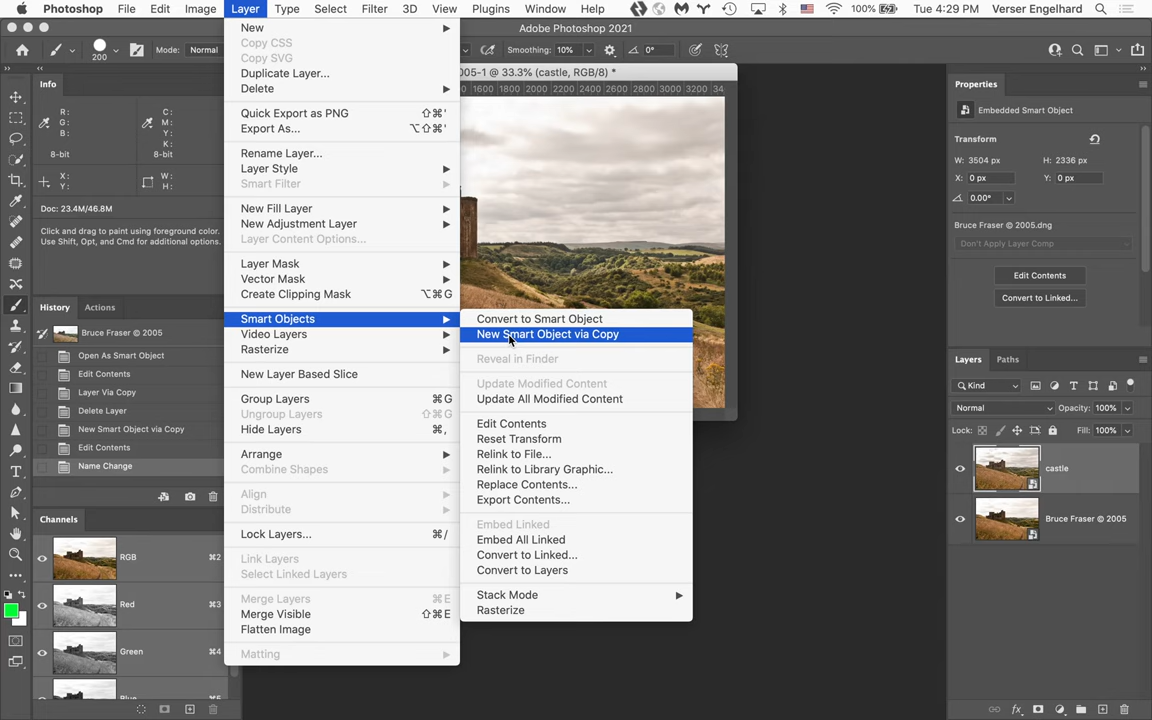 Photoshop File Edit Image Layer Type Select Filter 3D View Plugins Window Help 100% Tue 4:29 PM Verser Engelhard
Adobe Photoshop 2021
200 Mode: Normal Smoothing: 10% 0°
005-1 @ 33.3% (castle, RGB/8) *
1600 1800 2000 2200 2400 2600 2800 3000 3200 34
Info
R:
G:
B:
8-bit
C:
M:
Y:
K:
8-bit
X:
Y:
W:
H:
Doc: 23.4M/46.8M
Click and drag to paint using foreground color.
Use Shift, Opt, and Cmd for additional options.
History Actions
Bruce Fraser © 2005
Open As Smart Object
Edit Contents
Layer Via Copy
Delete Layer
New Smart Object via Copy
Edit Contents
Name Change
Channels
RGB ⌘2
Red ⌘3
Green ⌘4
Blue ⌘5
New
Copy CSS
Copy SVG
Duplicate Layer...
Delete
Quick Export as PNG ⇧⌘'
Export As... ⌥⇧⌘'
Rename Layer...
Layer Style
Smart Filter
New Fill Layer
New Adjustment Layer
Layer Content Options...
Layer Mask
Vector Mask
Create Clipping Mask ⌥⌘G
Smart Objects
Video Layers
Rasterize
New Layer Based Slice
Group Layers ⌘G
Ungroup Layers ⇧⌘G
Hide Layers ⌘,
Arrange
Combine Shapes
Align
Distribute
Lock Layers... ⌘/
Link Layers
Select Linked Layers
Merge Layers ⌘E
Merge Visible ⇧⌘E
Flatten Image
Matting
Convert to Smart Object
New Smart Object via Copy
Reveal in Finder
Update Modified Content
Update All Modified Content
Edit Contents
Reset Transform
Relink to File...
Relink to Library Graphic...
Replace Contents...
Export Contents...
Embed Linked
Embed All Linked
Convert to Linked...
Convert to Layers
Stack Mode
Rasterize
Properties
Embedded Smart Object
Transform
W: 3504 px H: 2336 px
X: 0 px Y: 0 px
0.00°
Bruce Fraser © 2005.dng
Don't Apply Layer Comp
Edit Contents
Convert to Linked...
Layers Paths
Kind
Normal Opacity: 100%
Lock: Fill: 100%
castle
Bruce Fraser © 2005
fx